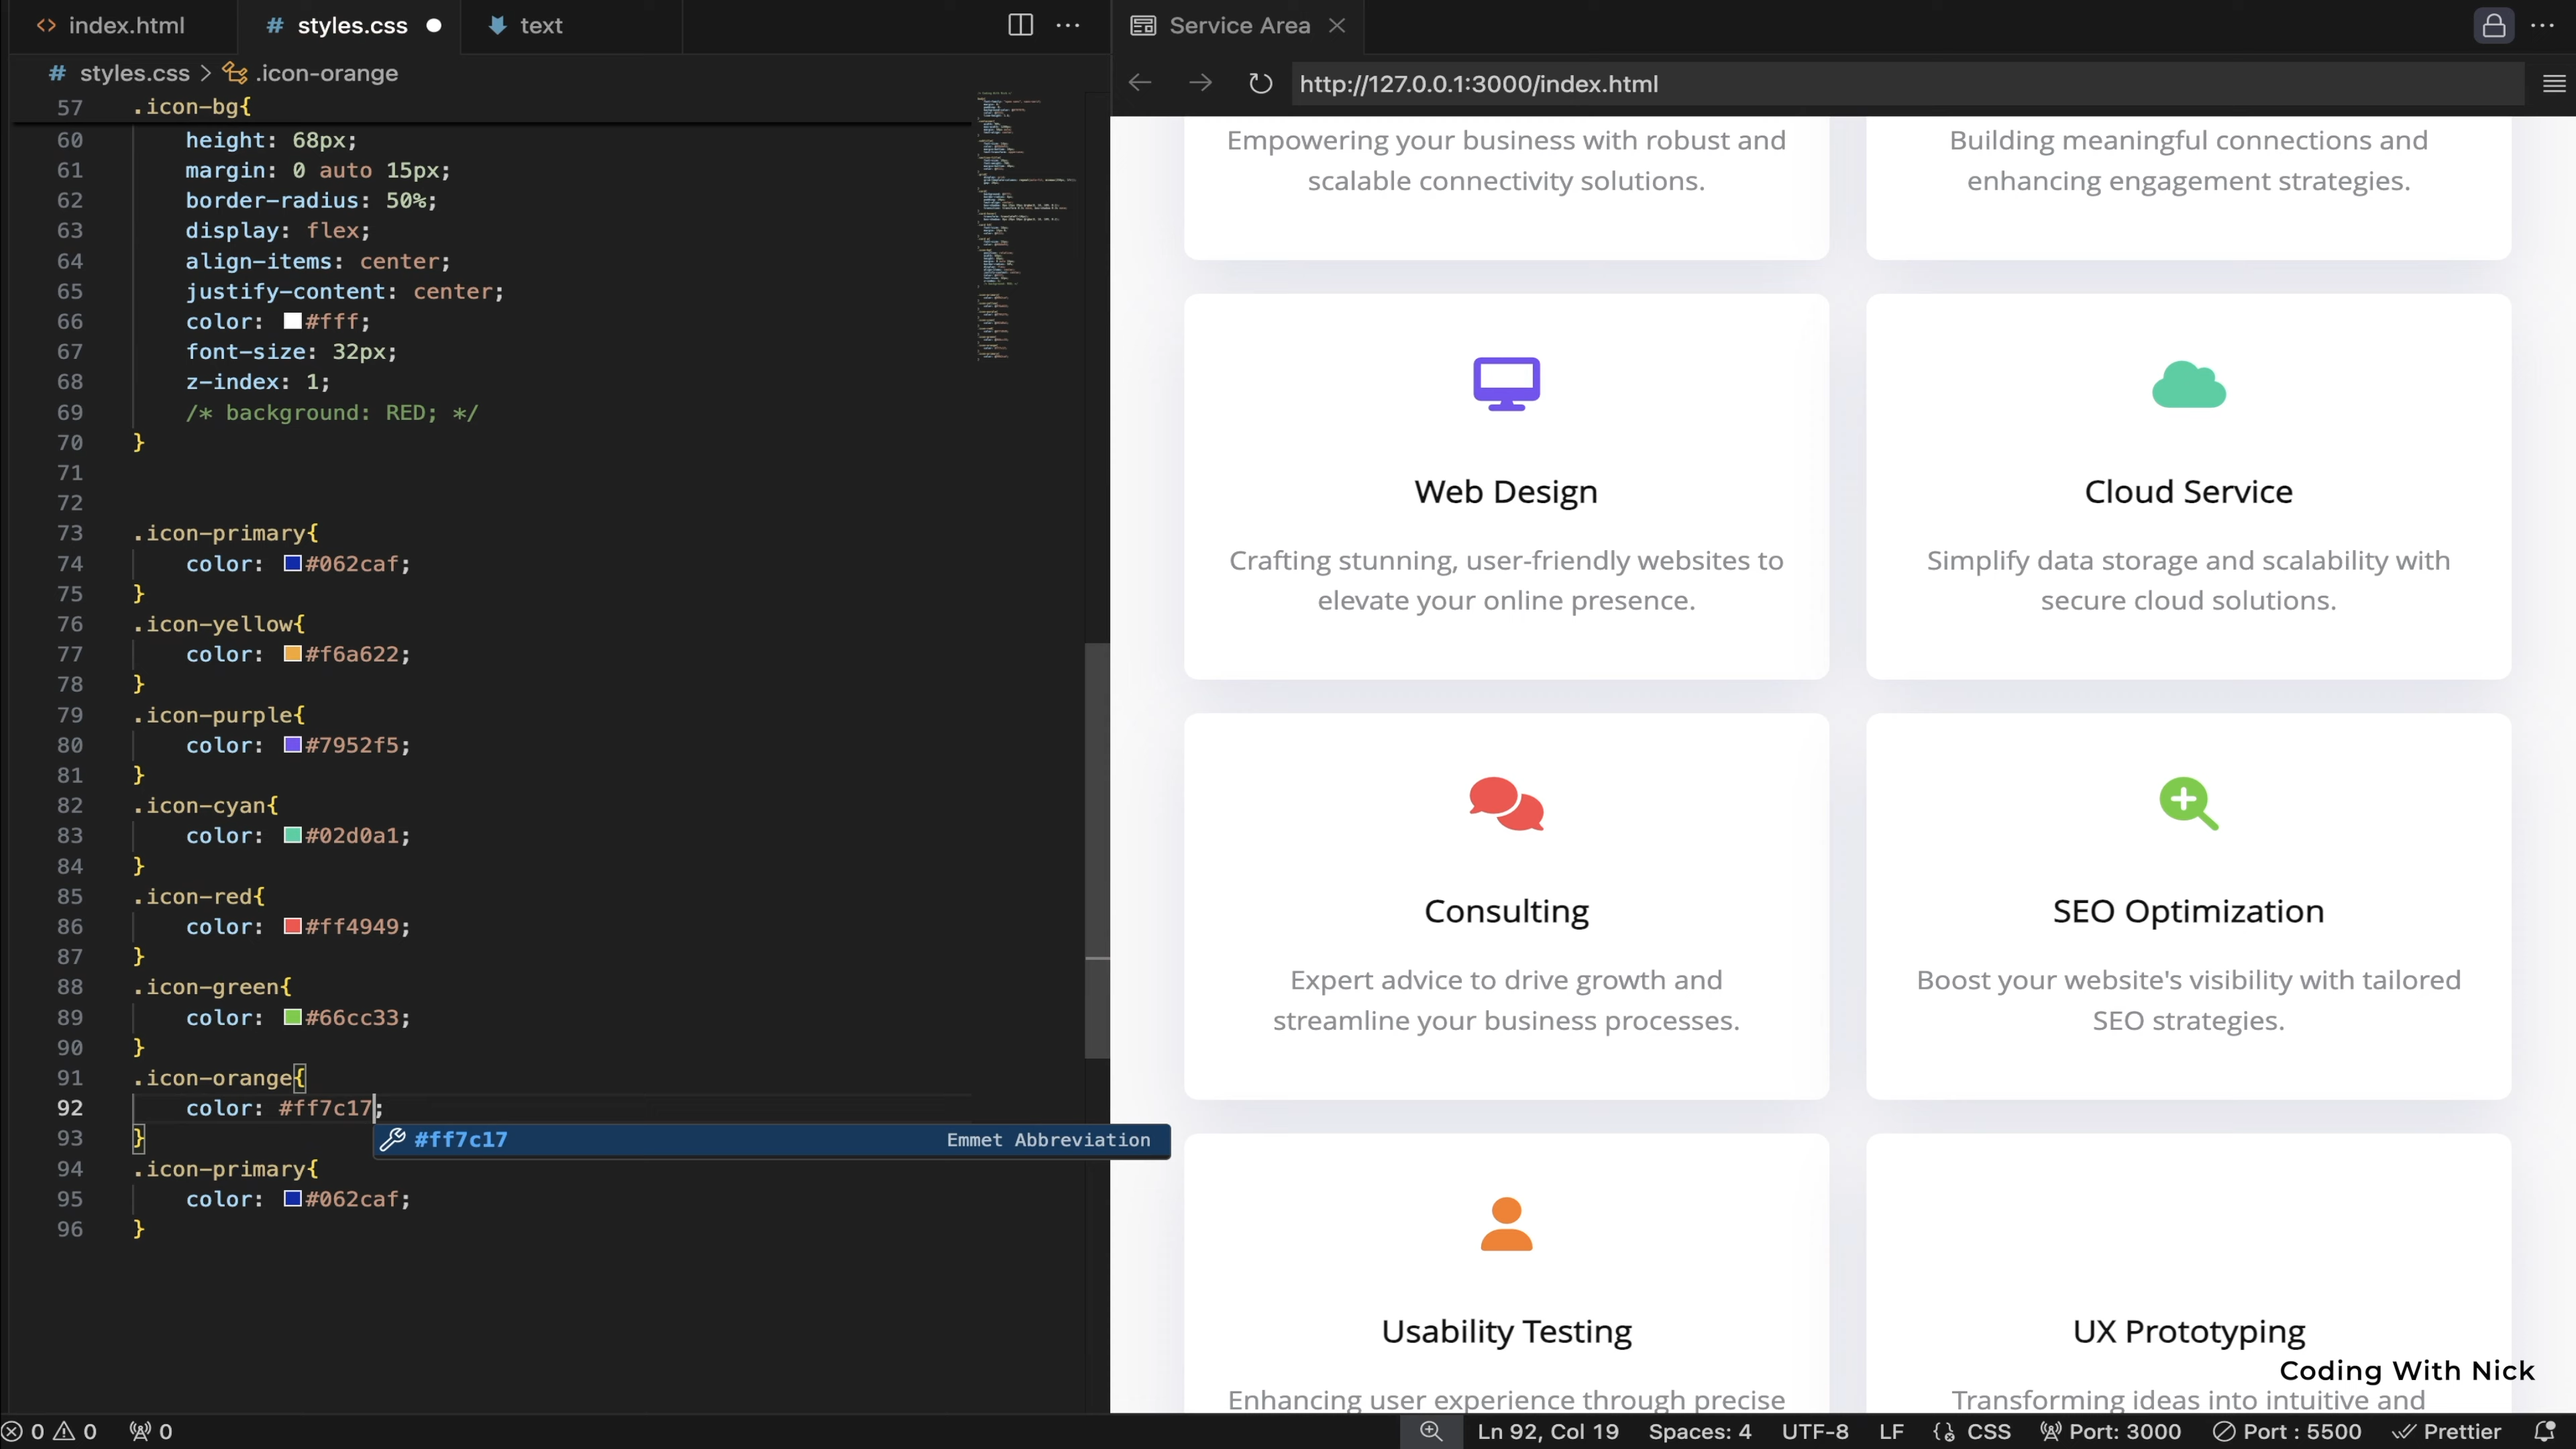 index.html
styles.css
text
styles.css > .icon-orange
57 .icon-bg{
60 height: 68px;
61 margin: 0 auto 15px;
62 border-radius: 50%;
63 display: flex;
64 align-items: center;
65 justify-content: center;
66 color: #fff;
67 font-size: 32px;
68 z-index: 1;
69 /* background: RED; */
70 }
71
72
73 .icon-primary{
74 color: #062caf;
75 }
76 .icon-yellow{
77 color: #f6a622;
78 }
79 .icon-purple{
80 color: #7952f5;
81 }
82 .icon-cyan{
83 color: #02d0a1;
84 }
85 .icon-red{
86 color: #ff4949;
87 }
88 .icon-green{
89 color: #66cc33;
90 }
91 .icon-orange{
92 color: #ff7c17;
93 }
#ff7c17 Emmet Abbreviation
94 .icon-primary{
95 color: #062caf;
96 }
Service Area
http://127.0.0.1:3000/index.html
Empowering your business with robust and
scalable connectivity solutions.
Building meaningful connections and
enhancing engagement strategies.
Web Design
Crafting stunning, user-friendly websites to
elevate your online presence.
Cloud Service
Simplify data storage and scalability with
secure cloud solutions.
Consulting
Expert advice to drive growth and
streamline your business processes.
SEO Optimization
Boost your website's visibility with tailored
SEO strategies.
Usability Testing
Enhancing user experience through precise
UX Prototyping
Transforming ideas into intuitive and
Coding With Nick
0 0 0
Ln 92, Col 19 Spaces: 4 UTF-8 LF CSS Port: 3000 Port : 5500 Prettier